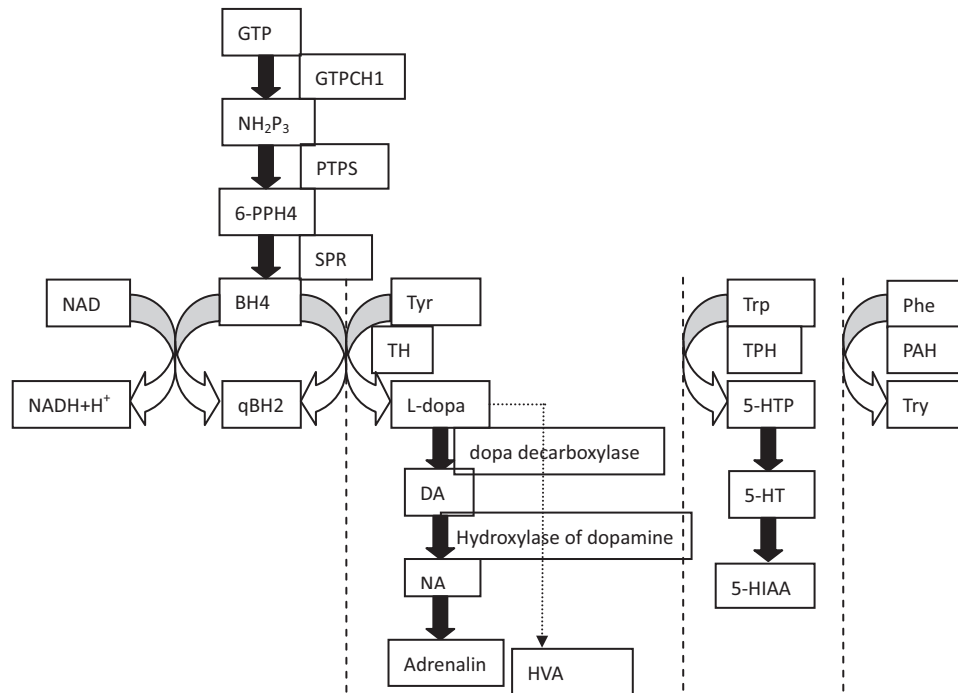 GTP
GTPCH1
NH₂P₃
PTPS
6-PPH4
SPR
NAD
BH4
Tyr
Trp
Phe
TH
TPH
PAH
NADH+H⁺
qBH2
L-dopa
5-HTP
Try
dopa decarboxylase
DA
5-HT
Hydroxylase of dopamine
NA
5-HIAA
Adrenalin
HVA